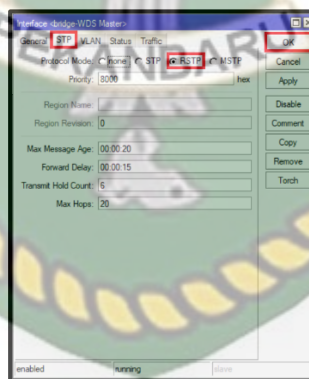 Interface <bridge-WDS Master>
General STP VLAN Status Traffic
Protocol Mode: none STP RSTP MSTP
Priority: 8000 hex
Region Name:
Region Revision: 0
Max Message Age: 00:00:20
Forward Delay: 00:00:15
Transmit Hold Count: 6
Max Hops: 20
OK
Cancel
Apply
Disable
Comment
Copy
Remove
Torch
enabled running slave